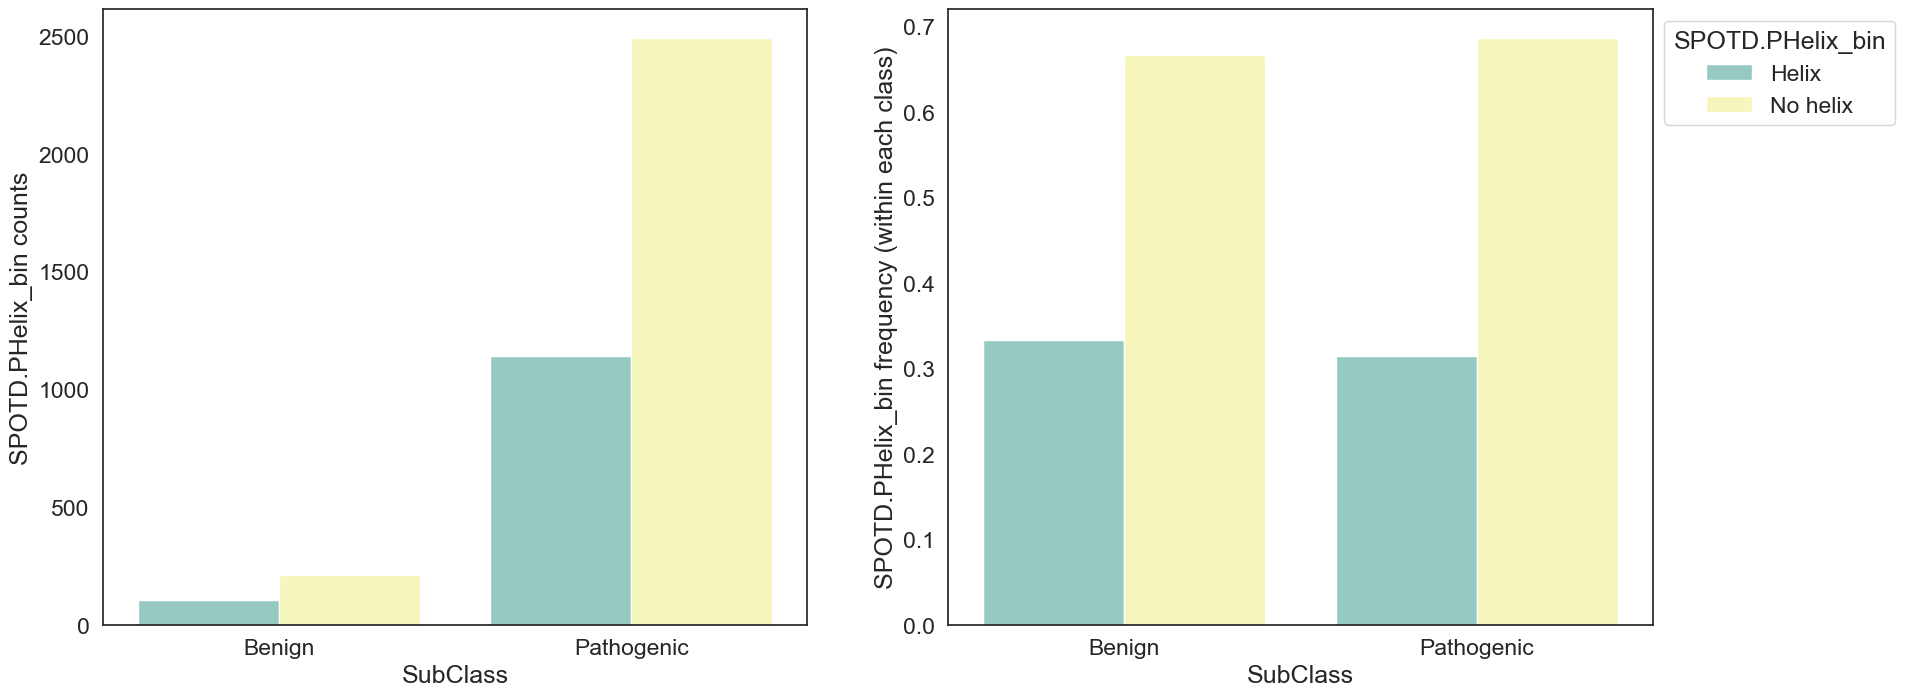 SPOTD.PHelix_bin counts
2500
2000
1500
1000
500
0
Benign
Pathogenic
SubClass
SPOTD.PHelix_bin frequency (within each class)
0.7
0.6
0.5
0.4
0.3
0.2
0.1
0.0
Benign
Pathogenic
SubClass
SPOTD.PHelix_bin
Helix
No helix